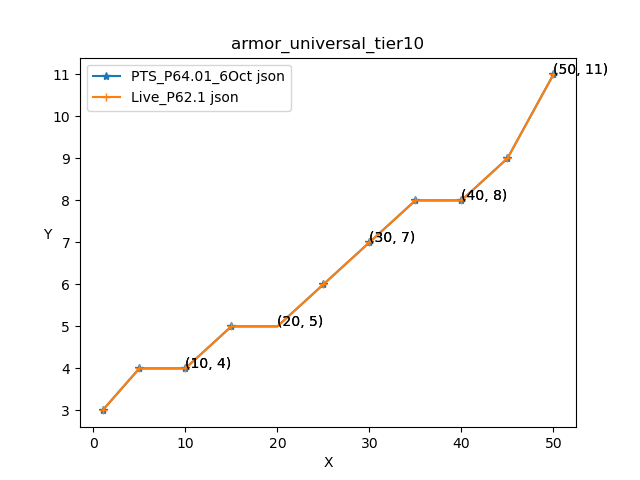 armor_universal_tier10
PTS_P64.01_6Oct json
Live_P62.1 json
(50, 11)
(40, 8)
(30, 7)
(20, 5)
(10, 4)
11
10
9
8
7
6
5
4
3
Y
0 10 20 30 40 50
X